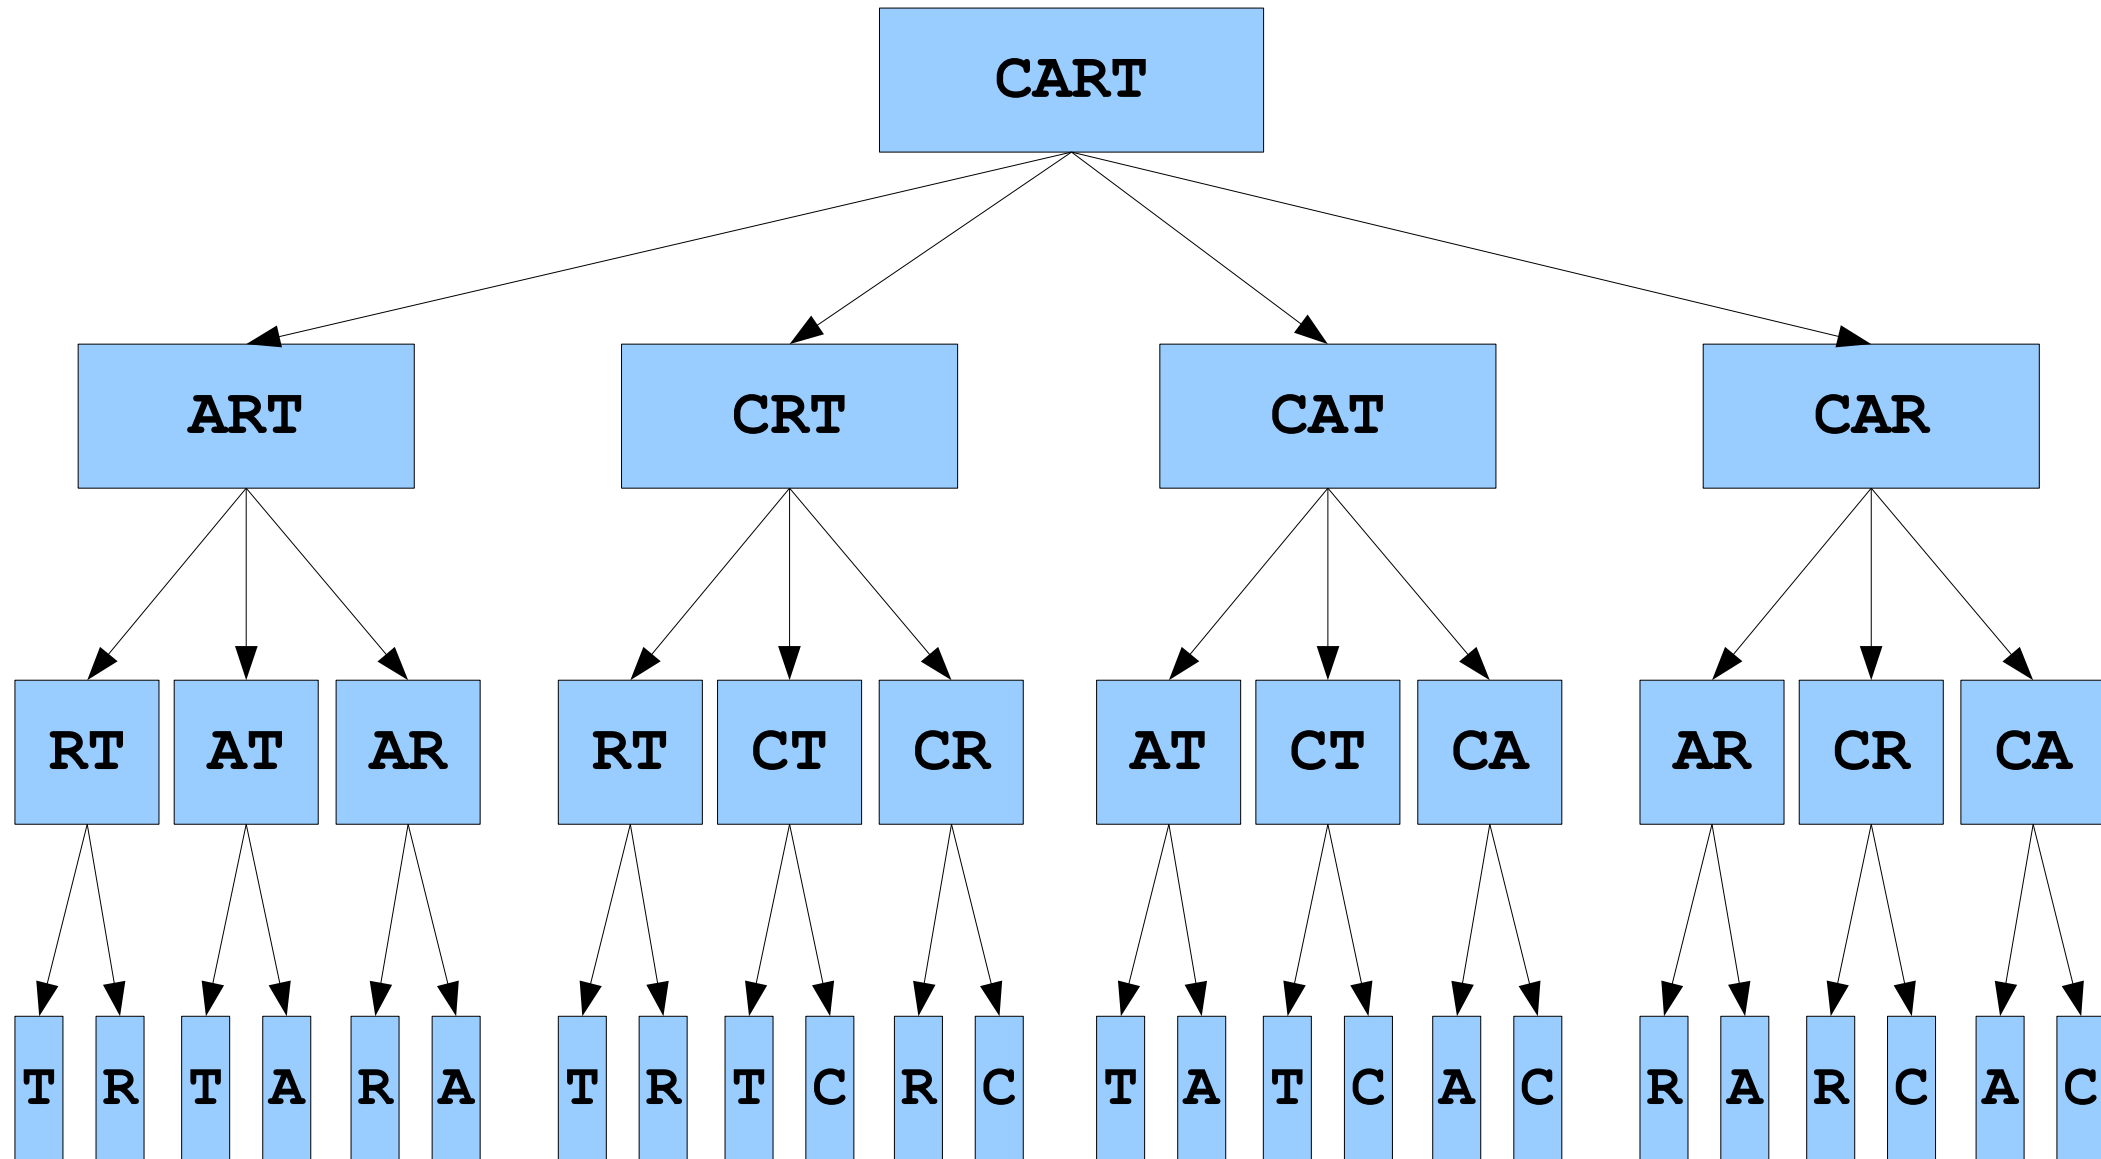 CART
ART CRT CAT CAR
RT AT AR RT CT CR AT CT CA AR CR CA
T R T A R A T R T C R C T A T C A C R A R C A C